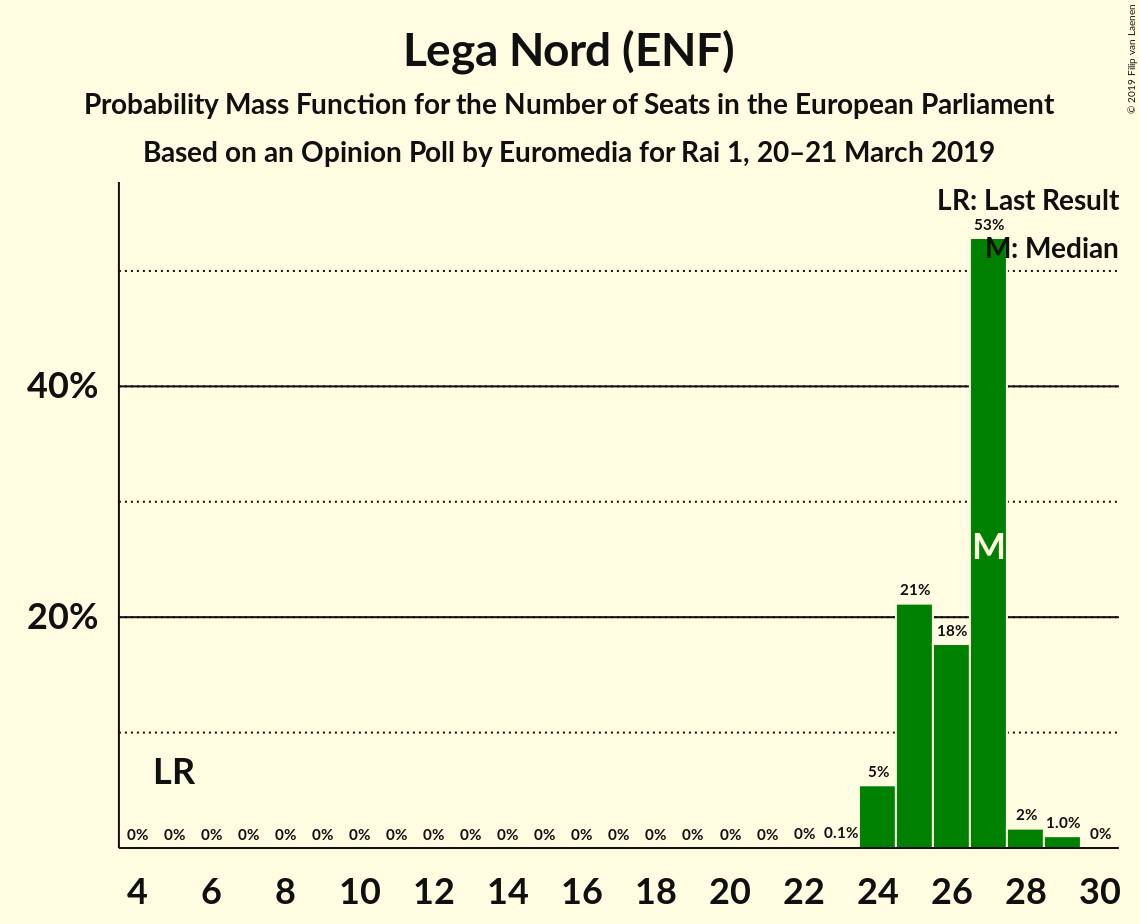 Lega Nord (ENF)
Probability Mass Function for the Number of Seats in the European Parliament
Based on an Opinion Poll by Euromedia for Rai 1, 20–21 March 2019
© 2019 Filip van Laenen
LR: Last Result
53%
M: Median
40%
M
21%
20%
18%
LR
5%
2%
1.0%
0% 0% 0% 0% 0% 0% 0% 0% 0% 0% 0% 0% 0% 0% 0% 0% 0% 0% 0% 0.1% 0%
4 6 8 10 12 14 16 18 20 22 24 26 28 30